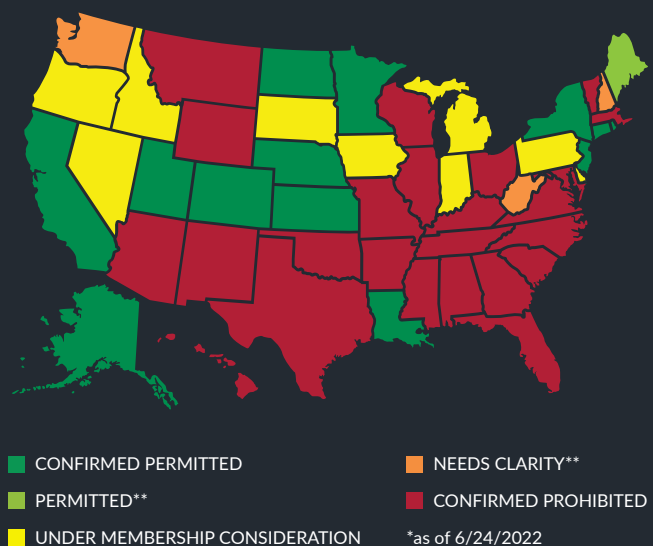 CONFIRMED PERMITTED
PERMITTED**
UNDER MEMBERSHIP CONSIDERATION
NEEDS CLARITY**
CONFIRMED PROHIBITED
*as of 6/24/2022